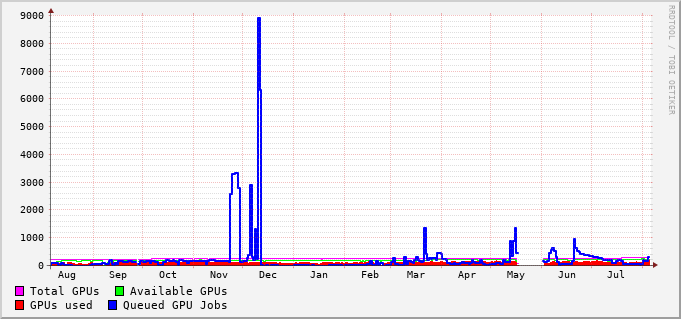 9000
8000
7000
6000
5000
4000
3000
2000
1000
0
Aug Sep Oct Nov Dec Jan Feb Mar Apr May Jun Jul
Total GPUs Available GPUs
GPUs used Queued GPU Jobs
RRDTOOL / TOBI OETIKER